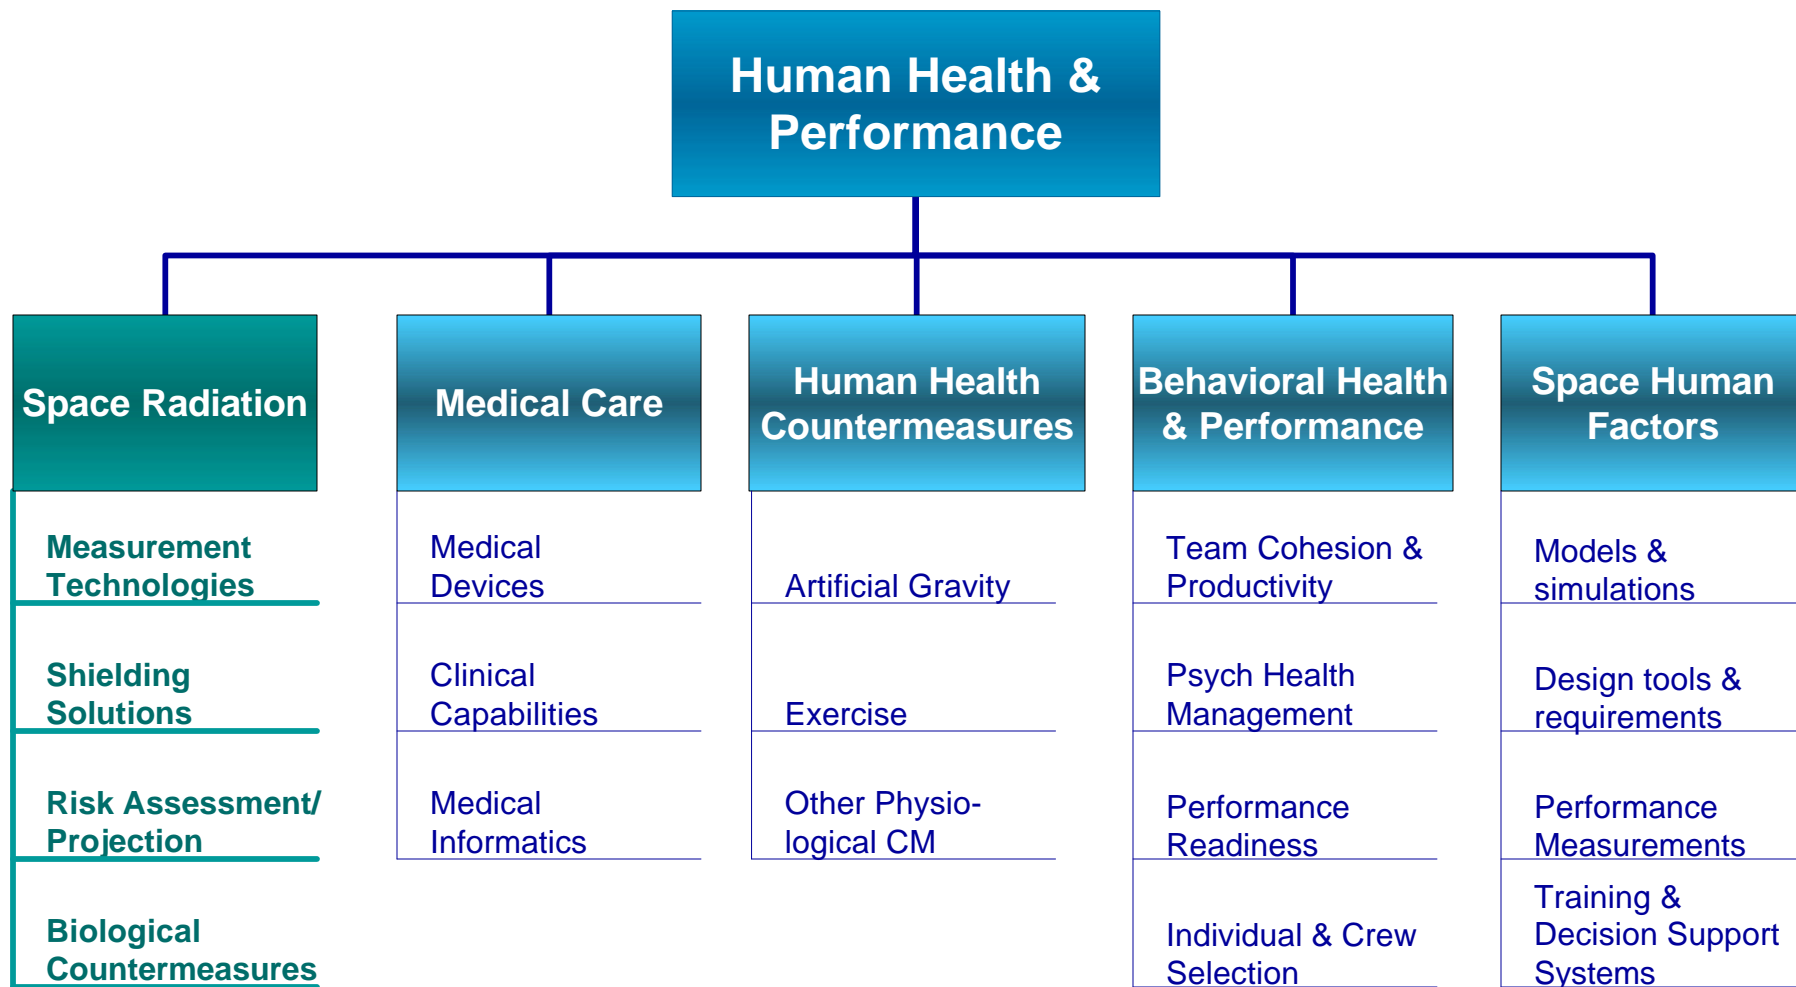 Human Health &
Performance
Space Radiation
Measurement
Technologies
Shielding
Solutions
Risk Assessment/
Projection
Biological
Countermeasures
Medical Care
Medical
Devices
Clinical
Capabilities
Medical
Informatics
Human Health
Countermeasures
Artificial Gravity
Exercise
Other Physio-
logical CM
Behavioral Health
& Performance
Team Cohesion &
Productivity
Psych Health
Management
Performance
Readiness
Individual & Crew
Selection
Space Human
Factors
Models &
simulations
Design tools &
requirements
Performance
Measurements
Training &
Decision Support
Systems